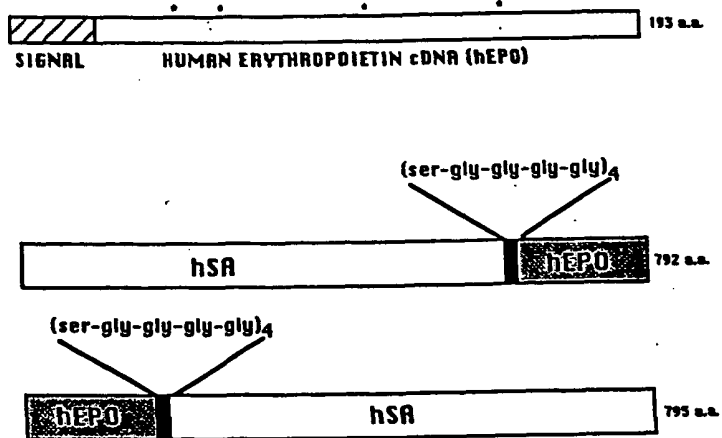 * * * *
193 a.a.
SIGNAL HUMAN ERYTHROPOIETIN cDNA (hEPO)
(ser-gly-gly-gly-gly)4
hSA hEPO 792 a.a.
(ser-gly-gly-gly-gly)4
hEPO hSA 795 a.a.